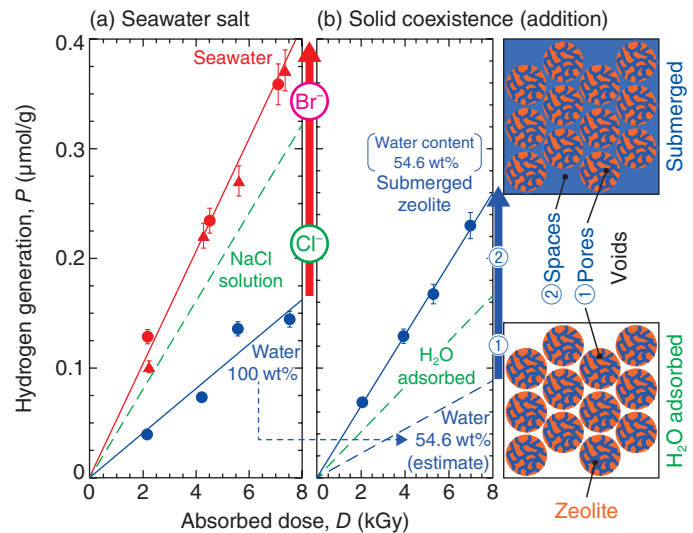 (a) Seawater salt
(b) Solid coexistence (addition)
Hydrogen generation, P (μmol/g)
0.4
0.3
0.2
0.1
0
Seawater
Br⁻
Cl⁻
NaCl
solution
Water
100 wt%
0 2 4 6 8
Water content
54.6 wt%
Submerged
zeolite
②
①
H₂O
adsorbed
Water
54.6 wt%
(estimate)
0 2 4 6 8
Absorbed dose, D (kGy)
Submerged
② Spaces
① Pores
Voids
H₂O adsorbed
Zeolite